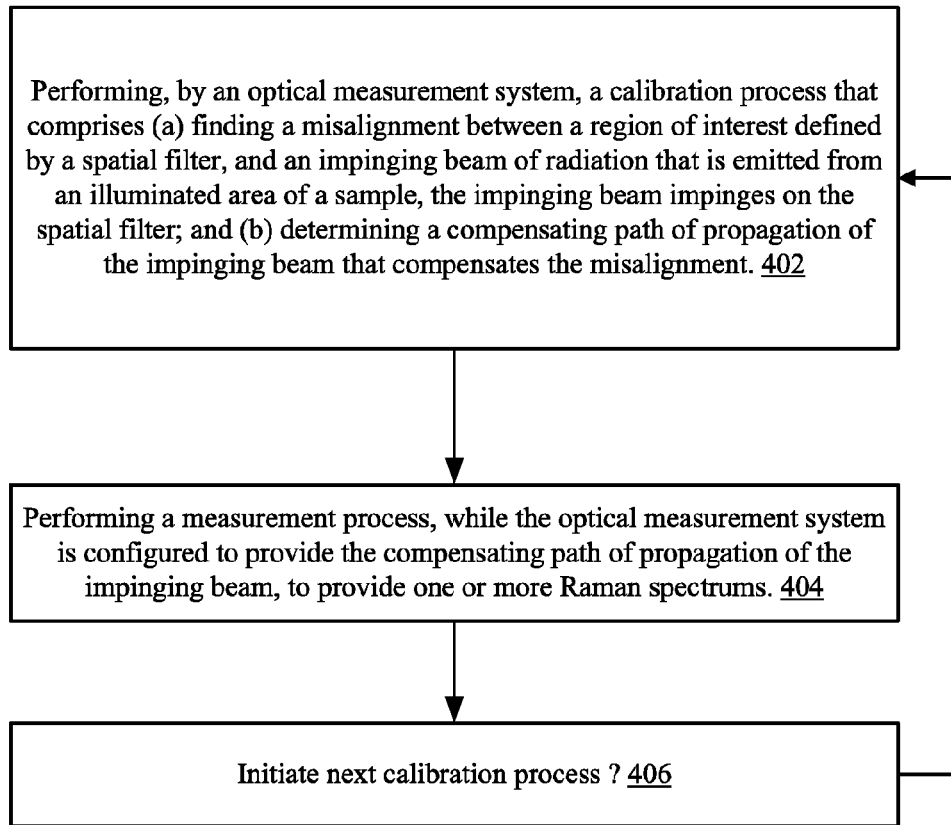 Performing, by an optical measurement system, a calibration process that
comprises (a) finding a misalignment between a region of interest defined
by a spatial filter, and an impinging beam of radiation that is emitted from
an illuminated area of a sample, the impinging beam impinges on the
spatial filter; and (b) determining a compensating path of propagation of
the impinging beam that compensates the misalignment. 402
Performing a measurement process, while the optical measurement system
is configured to provide the compensating path of propagation of the
impinging beam, to provide one or more Raman spectrums. 404
Initiate next calibration process ? 406